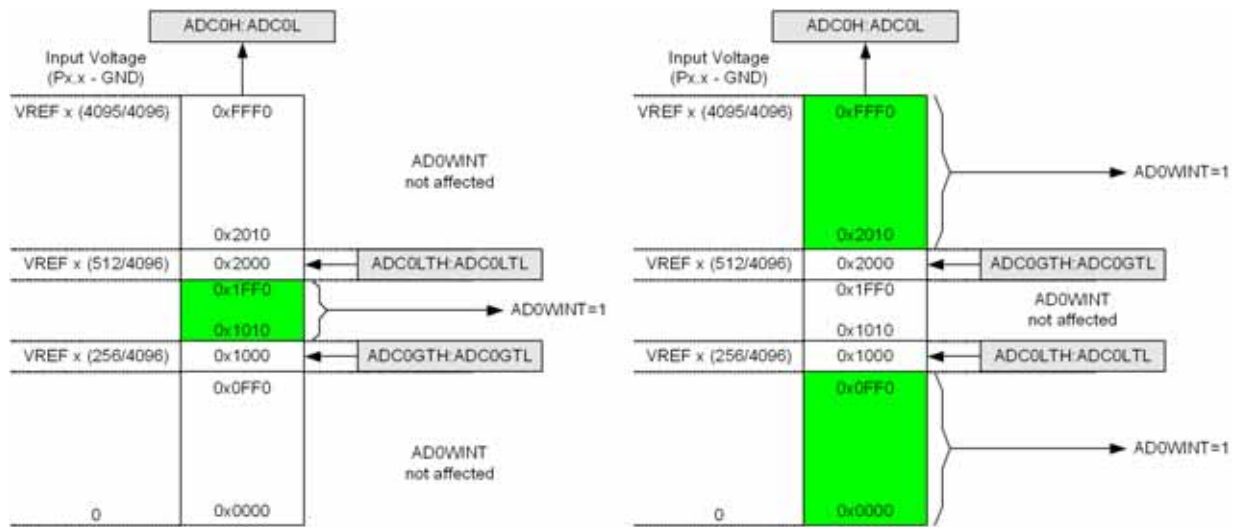 ADC0H:ADC0L
Input Voltage
(Px.x - GND)
VREF x (4095/4096)
0xFFF0
AD0WINT
not affected
0x2010
VREF x (512/4096)
0x2000
ADC0LTH:ADC0LTL
0x1FF0
AD0WINT=1
0x1010
VREF x (256/4096)
0x1000
ADC0GTH:ADC0GTL
0x0FF0
AD0WINT
not affected
0
0x0000
ADC0H:ADC0L
Input Voltage
(Px.x - GND)
VREF x (4095/4096)
0xFFF0
AD0WINT=1
0x2010
VREF x (512/4096)
0x2000
ADC0GTH:ADC0GTL
0x1FF0
AD0WINT
not affected
0x1010
VREF x (256/4096)
0x1000
ADC0LTH:ADC0LTL
0x0FF0
AD0WINT=1
0
0x0000